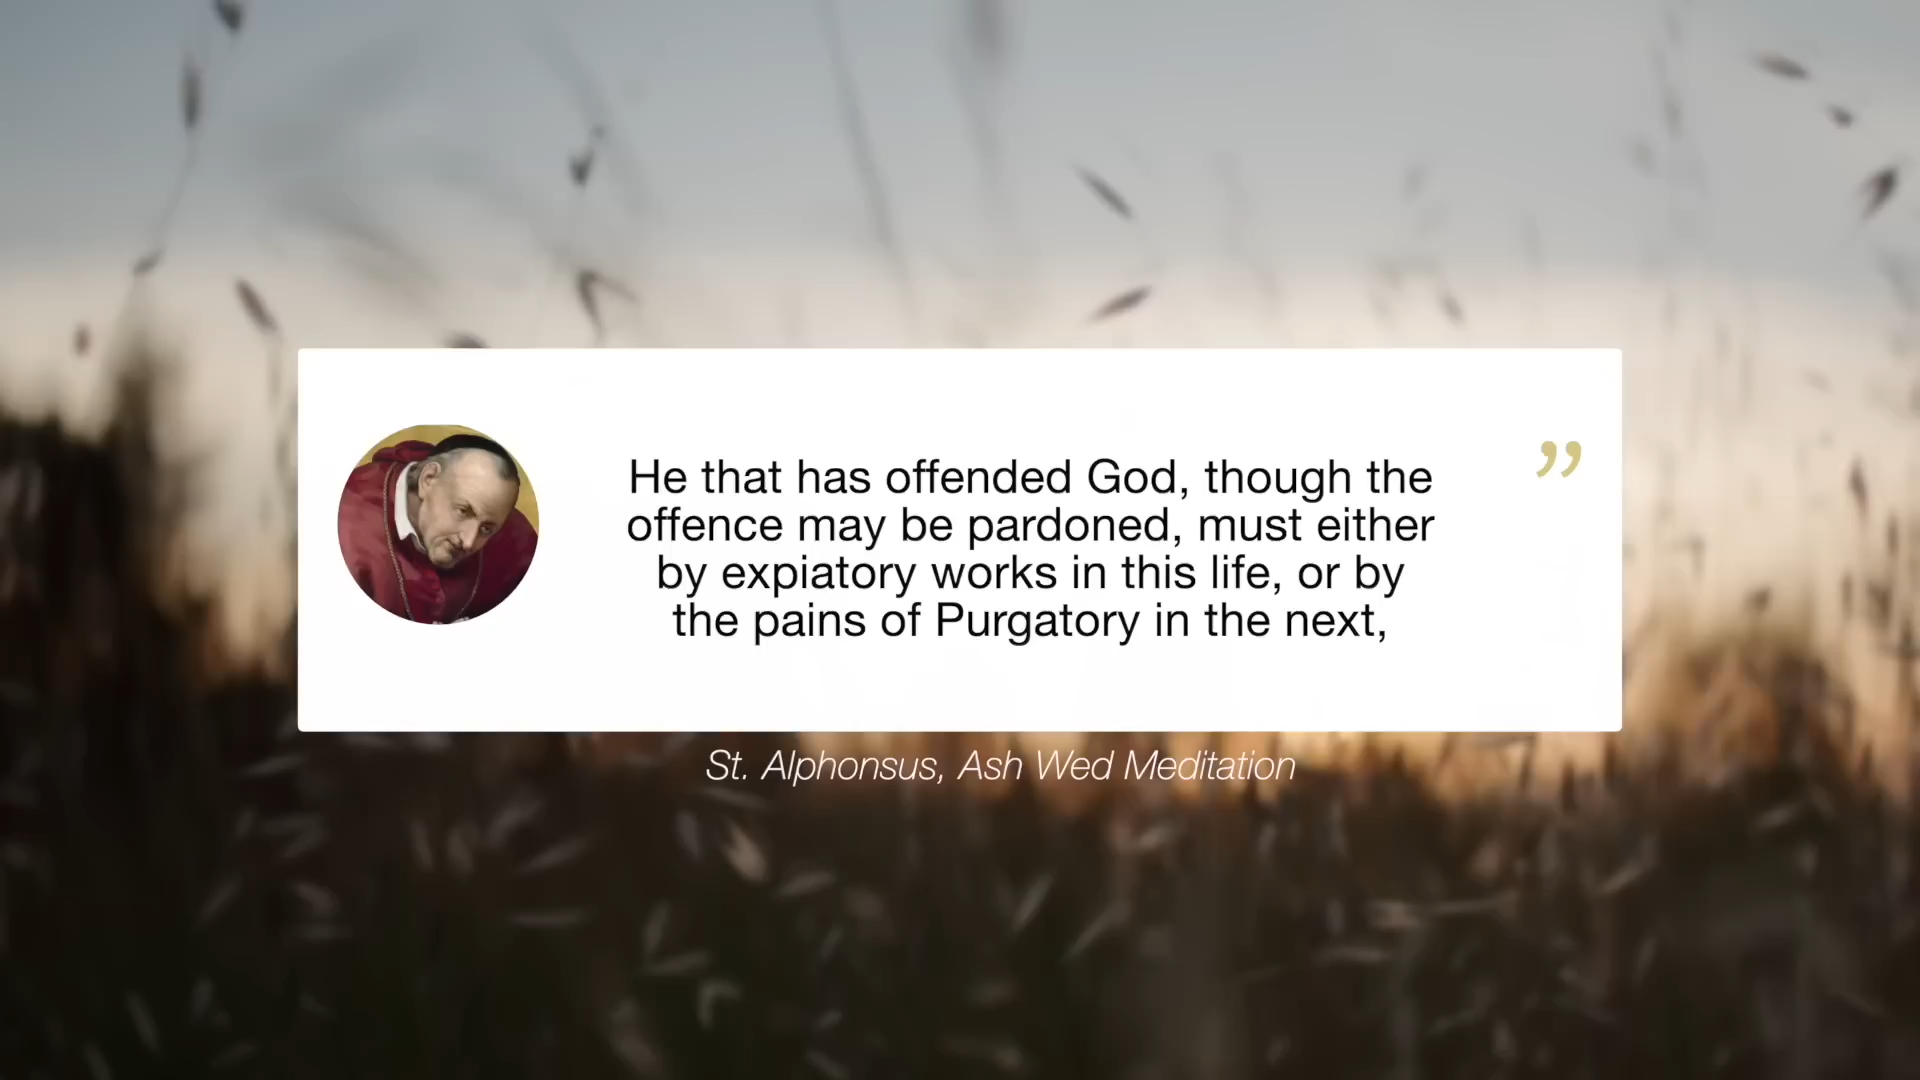 He that has offended God, though the
offence may be pardoned, must either
by expiatory works in this life, or by
the pains of Purgatory in the next,
”
St. Alphonsus, Ash Wed Meditation